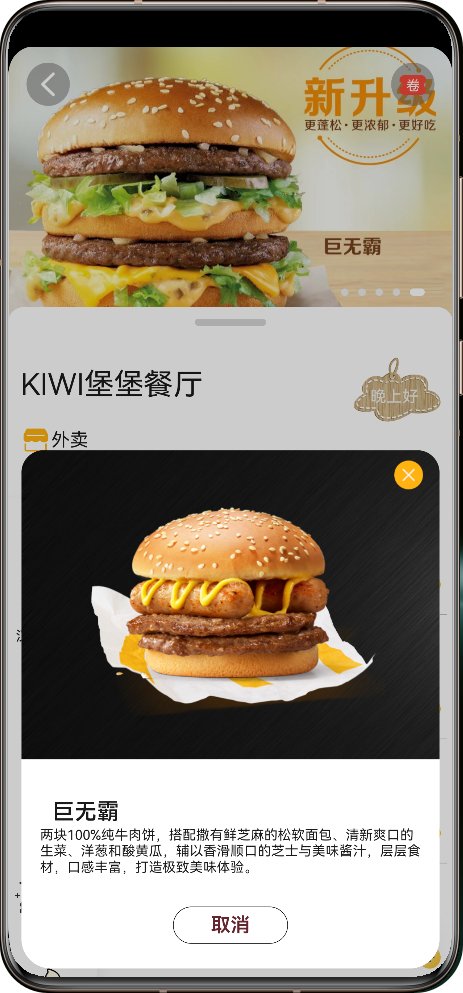 新升级
卷
更蓬松·更浓郁·更好吃
巨无霸
KIWI堡堡餐厅
晚上好
外卖
巨无霸
两块100%纯牛肉饼，搭配撒有鲜芝麻的松软面包、清新爽口的
生菜、洋葱和酸黄瓜，辅以香滑顺口的芝士与美味酱汁，层层食
材，口感丰富，打造极致美味体验。
取消